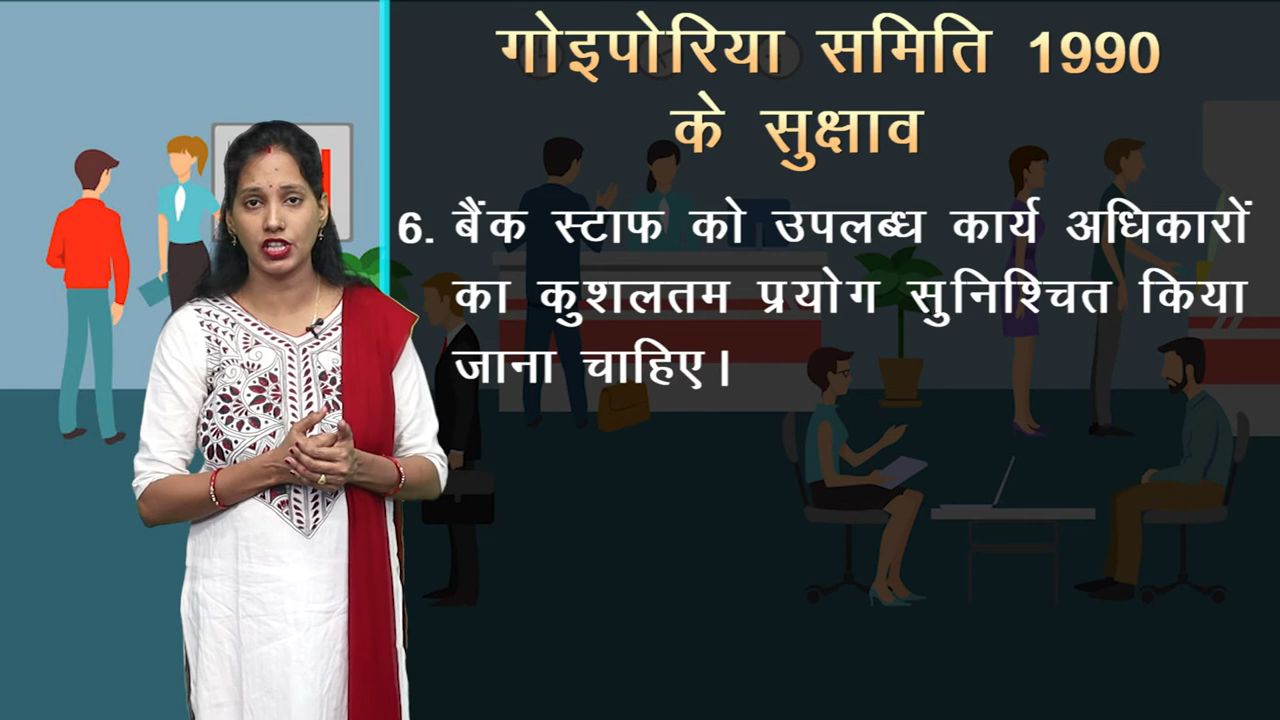 गोइपोरिया समिति 1990
के सुक्षाव
6. बैंक स्टाफ को उपलब्ध कार्य अधिकारों
का कुशलतम प्रयोग सुनिश्चित किया
जाना चाहिए।